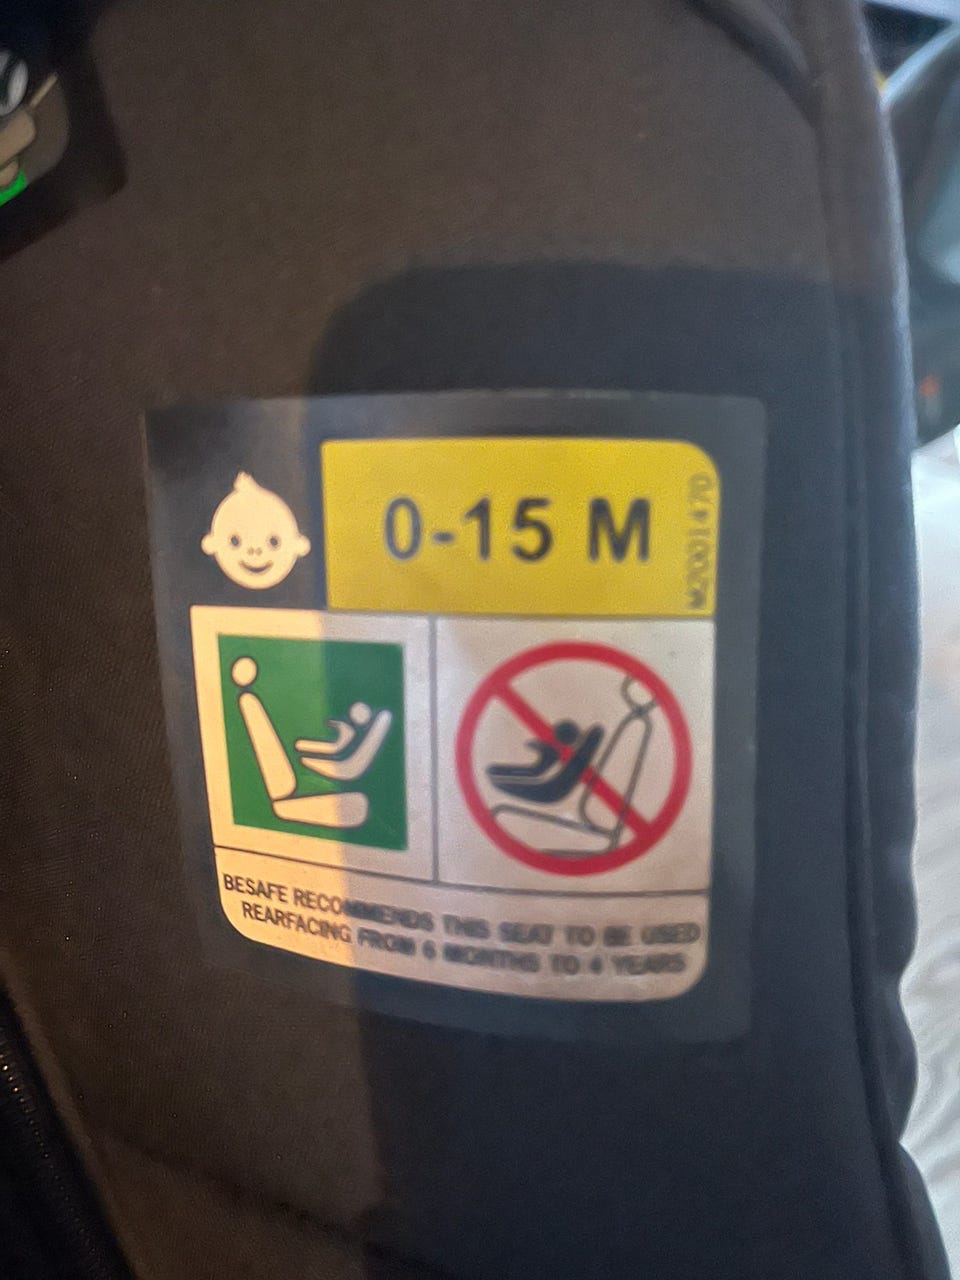 0-15 M
M2001470
BESAFE RECOMMENDS THIS SEAT TO BE USED
REARFACING FROM 6 MONTHS TO 4 YEARS